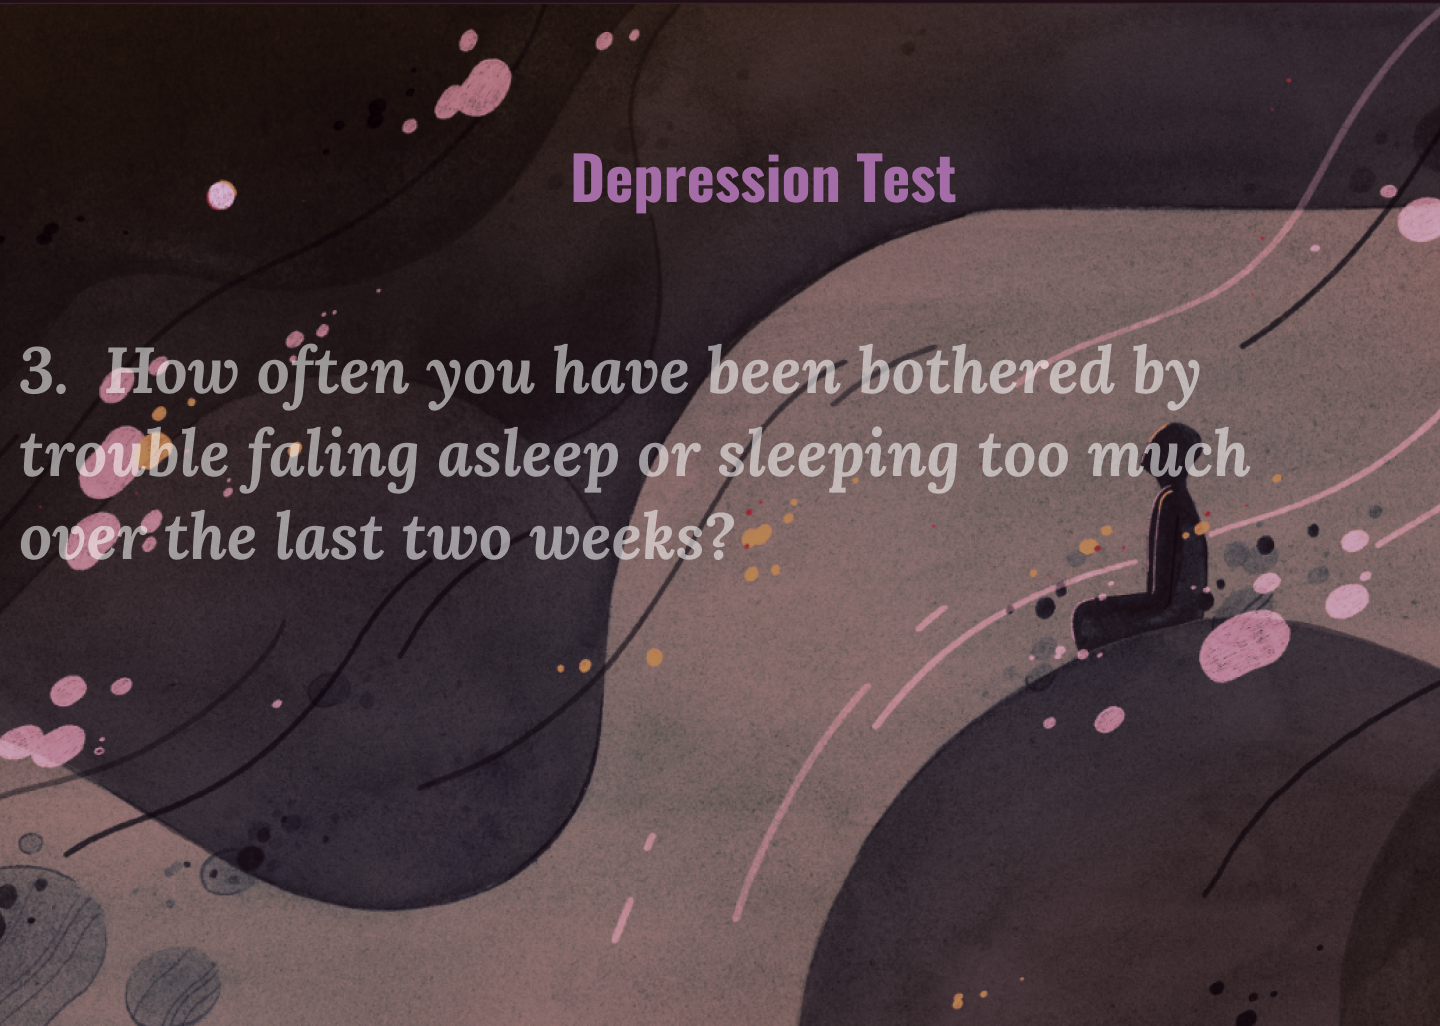 Depression Test
3. How often you have been bothered by
trouble faling asleep or sleeping too much
over the last two weeks?